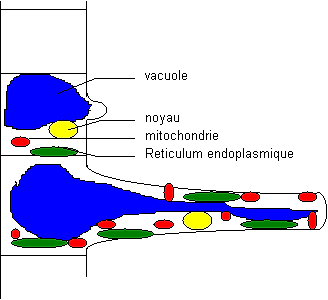 vacuole
noyau
mitochondrie
Reticulum endoplasmique